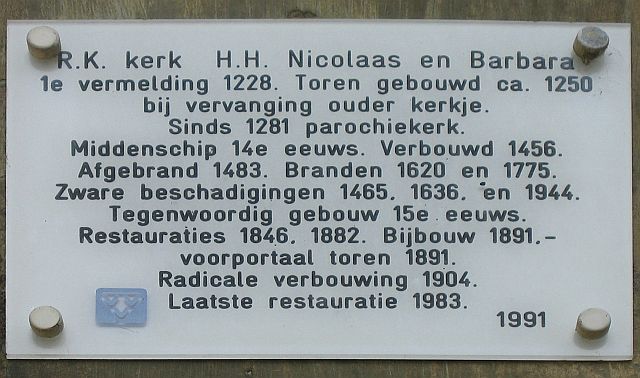 R.K. kerk H.H. Nicolaas en Barbara
1e vermelding 1228. Toren gebouwd ca. 1250
bij vervanging ouder kerkje.
Sinds 1281 parochiekerk.
Middenschip 14e eeuws. Verbouwd 1456.
Afgebrand 1483. Branden 1620 en 1775.
Zware beschadigingen 1465, 1636, en 1944.
Tegenwoordig gebouw 15e eeuws.
Restauraties 1846, 1882. Bijbouw 1891,-
voorportaal toren 1891.
Radicale verbouwing 1904.
Laatste restauratie 1983.
1991